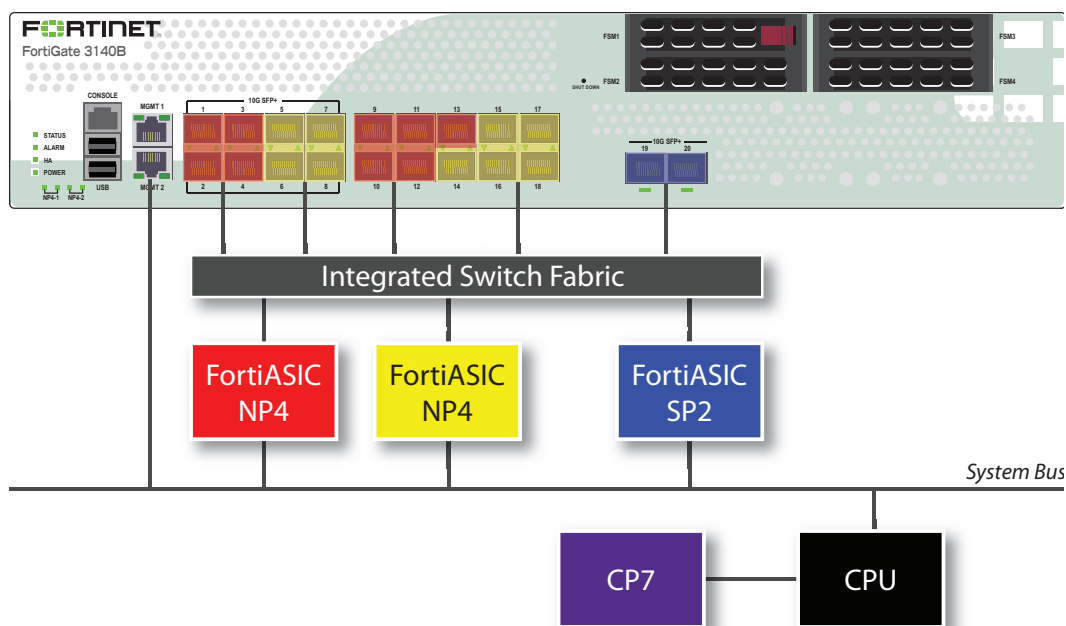 FORTINET
FortiGate 3140B
FSM1
FSM3
FSM2
FSM4
SHUT DOWN
CONSOLE
MGMT 1
10G SFP+
1 3 5 7
9 11 13 15 17
STATUS
ALARM
HA
POWER
10G SFP+
19 20
USB
MGMT 2
2 4 6 8
10 12 14 16 18
NP4-1 NP4-2
Integrated Switch Fabric
FortiASIC
NP4
FortiASIC
NP4
FortiASIC
SP2
System Bus
CP7
CPU